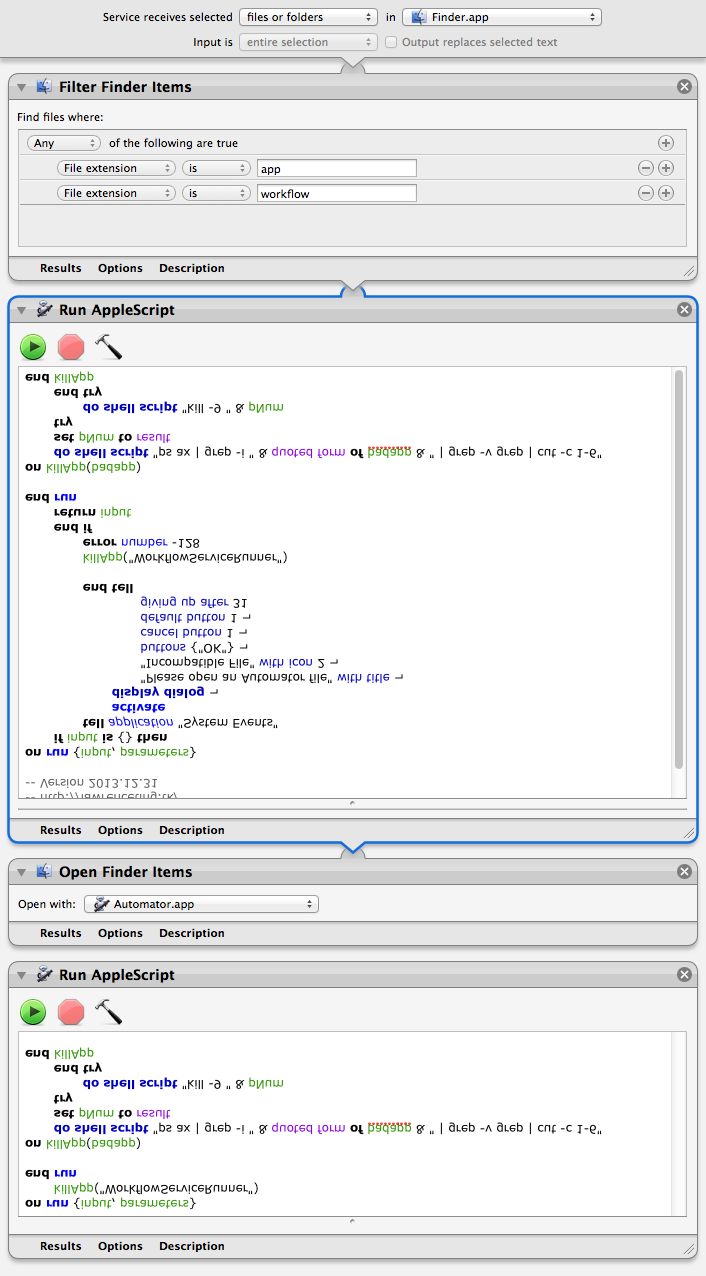 Service receives selected files or folders in Finder.app
Input is entire selection Output replaces selected text
Filter Finder Items
Find files where:
Any of the following are true
File extension is app
File extension is workflow
Results Options Description
Run AppleScript
end killApp
end try
do shell script "kill -9 " & pNum
try
set pNum to result
do shell script "ps ax | grep -i " & quoted form of badapp & " | grep -v grep | cut -c 1-6"
on killApp(badapp)
end run
return input
end if
error number -128
killApp("WorkflowServiceRunner")
end tell
giving up after 31
default button 1 ¬
cancel button 1 ¬
buttons {"OK"} ¬
"Incompatible File" with icon 2 ¬
"Please open an Automator file" with title ¬
display dialog ¬
activate
tell application "System Events"
if input is {} then
on run {input, parameters}
-- Version 2013.12.31
-- http://lawrenceting.tk/
Results Options Description
Open Finder Items
Open with: Automator.app
Results Options Description
Run AppleScript
end killApp
end try
do shell script "kill -9 " & pNum
try
set pNum to result
do shell script "ps ax | grep -i " & quoted form of badapp & " | grep -v grep | cut -c 1-6"
on killApp(badapp)
end run
killApp("WorkflowServiceRunner")
on run {input, parameters}
Results Options Description